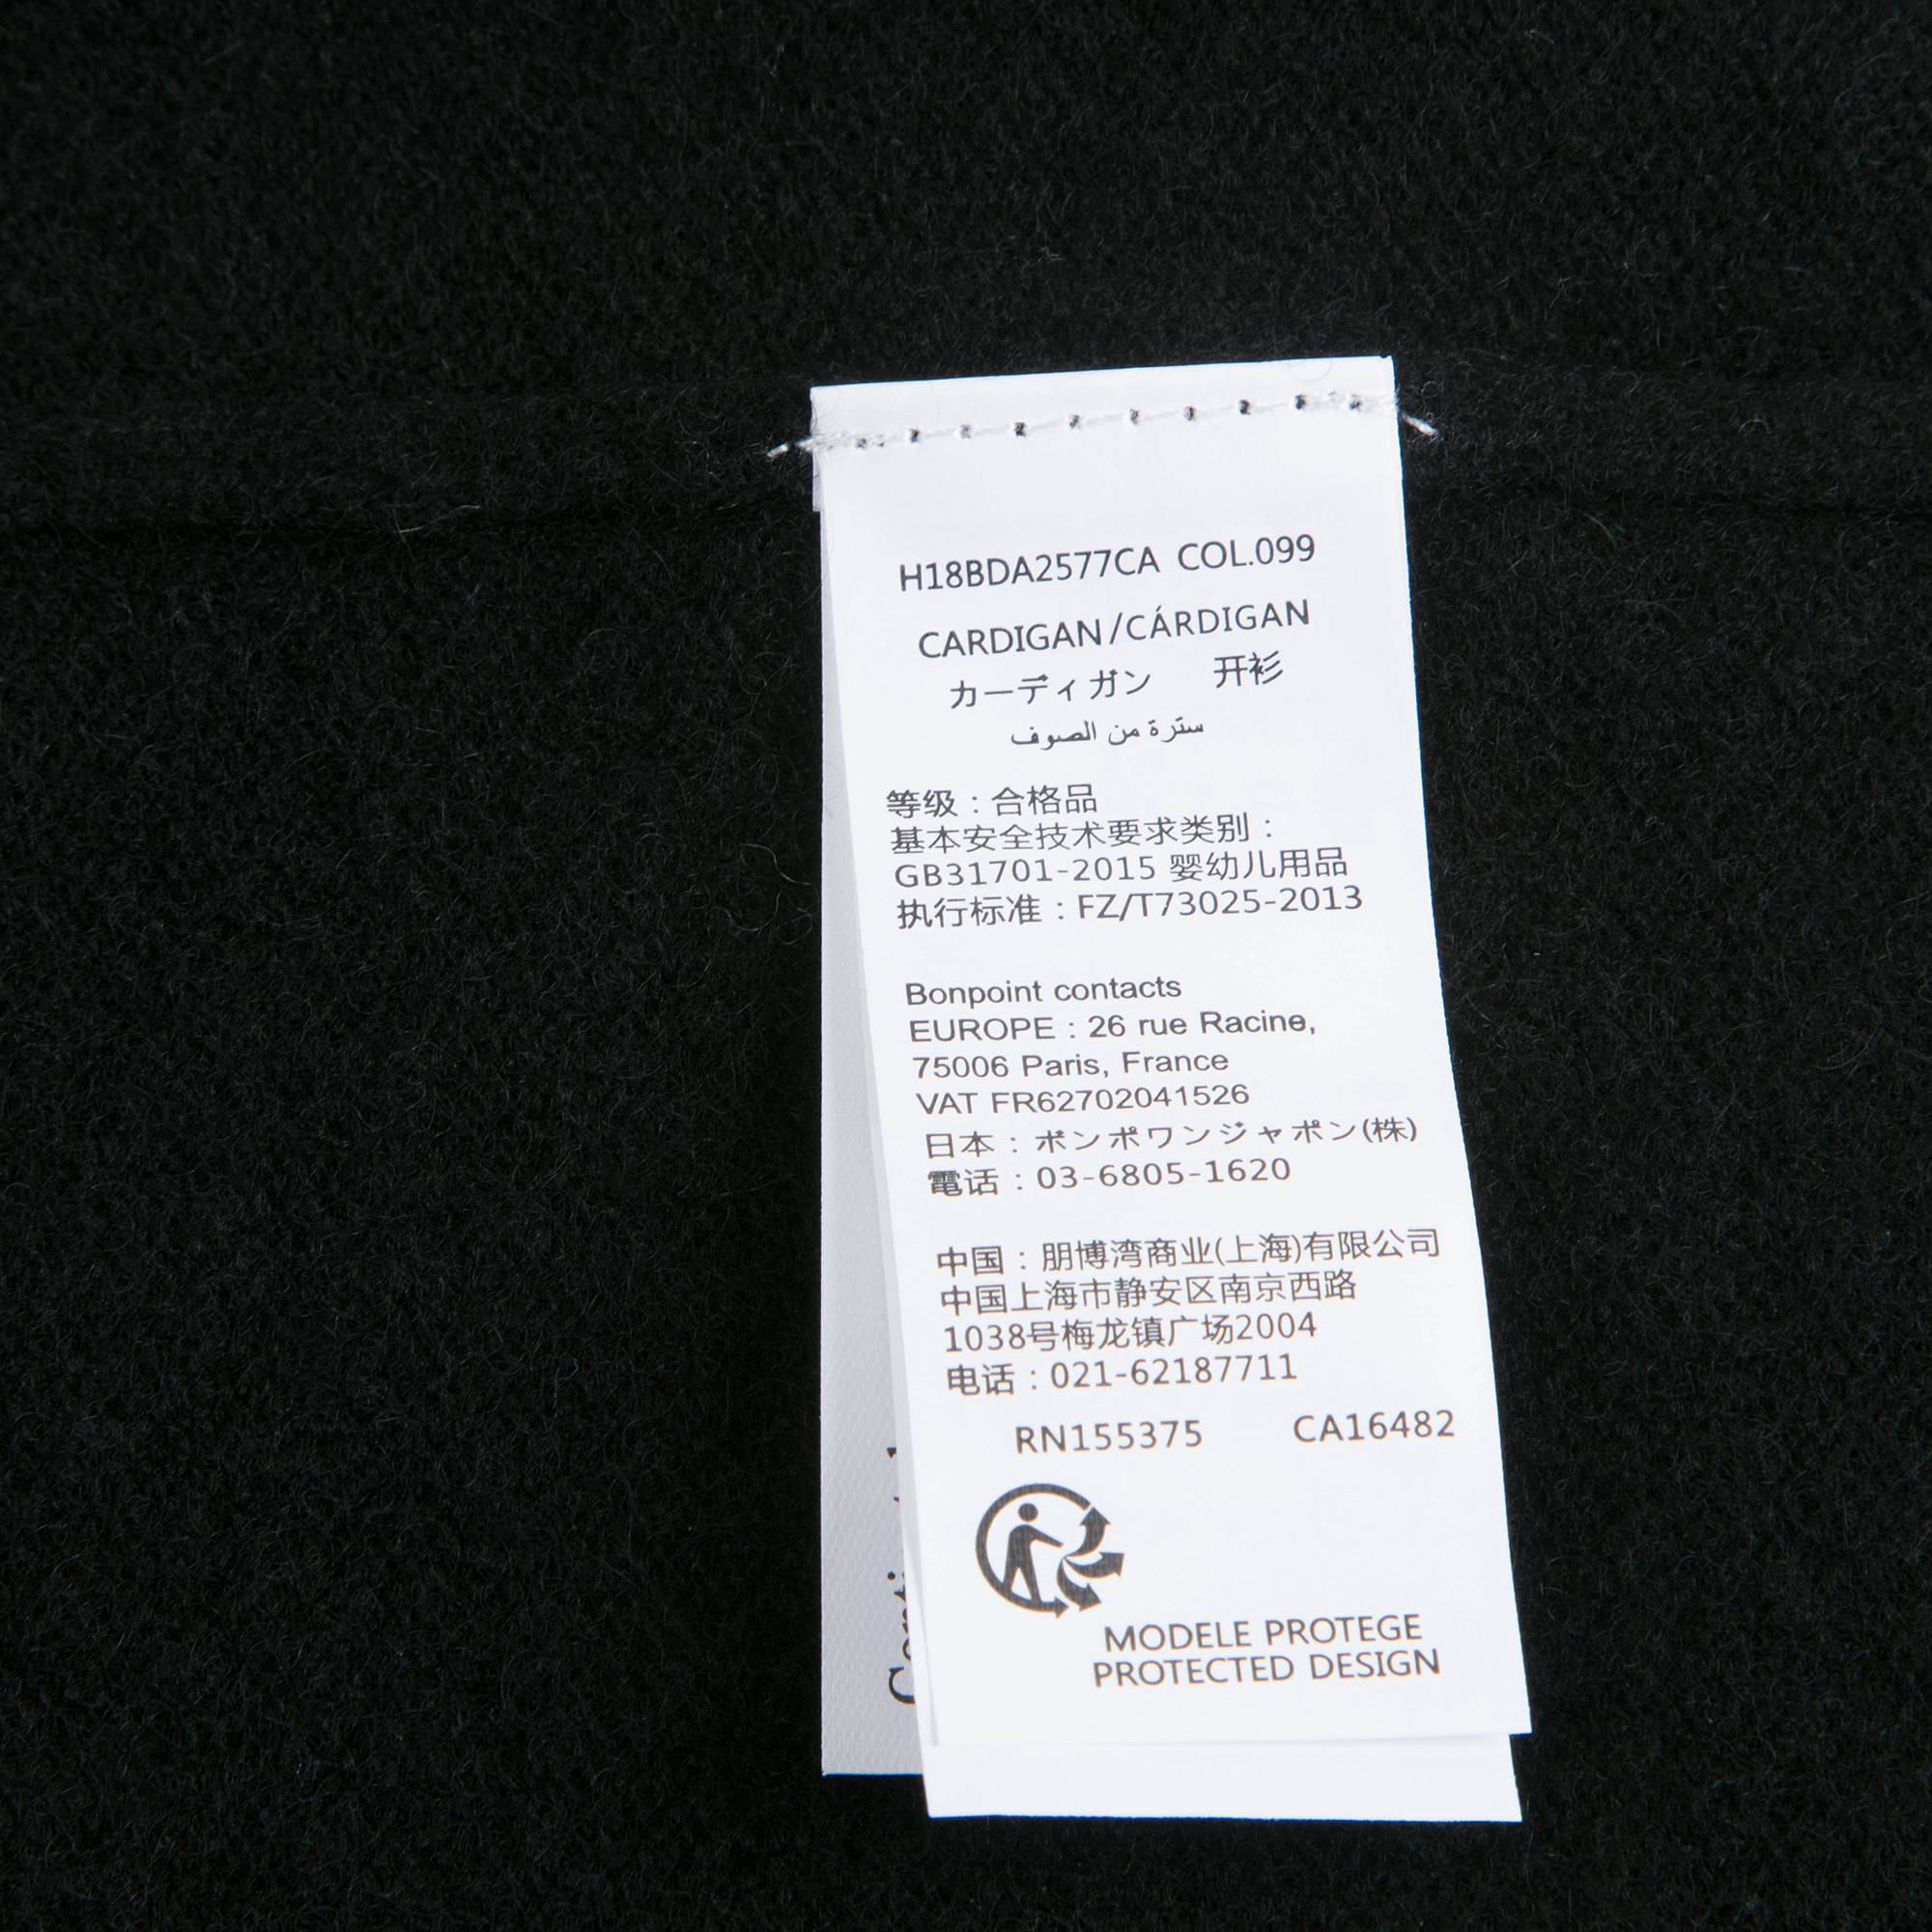 H18BDA2577CA COL.099
CARDIGAN/CÁRDIGAN
カーディガン 开衫
سترة من الصوف
等级：合格品
基本安全技术要求类别：
GB31701-2015 婴幼儿用品
执行标准：FZ/T73025-2013
Bonpoint contacts
EUROPE : 26 rue Racine,
75006 Paris, France
VAT FR62702041526
日本：ボンポワンジャポン(株)
電话：03-6805-1620
中国：朋博湾商业(上海)有限公司
中国上海市静安区南京西路
1038号梅龙镇广场2004
电话：021-62187711
RN155375 CA16482
MODELE PROTEGE
PROTECTED DESIGN